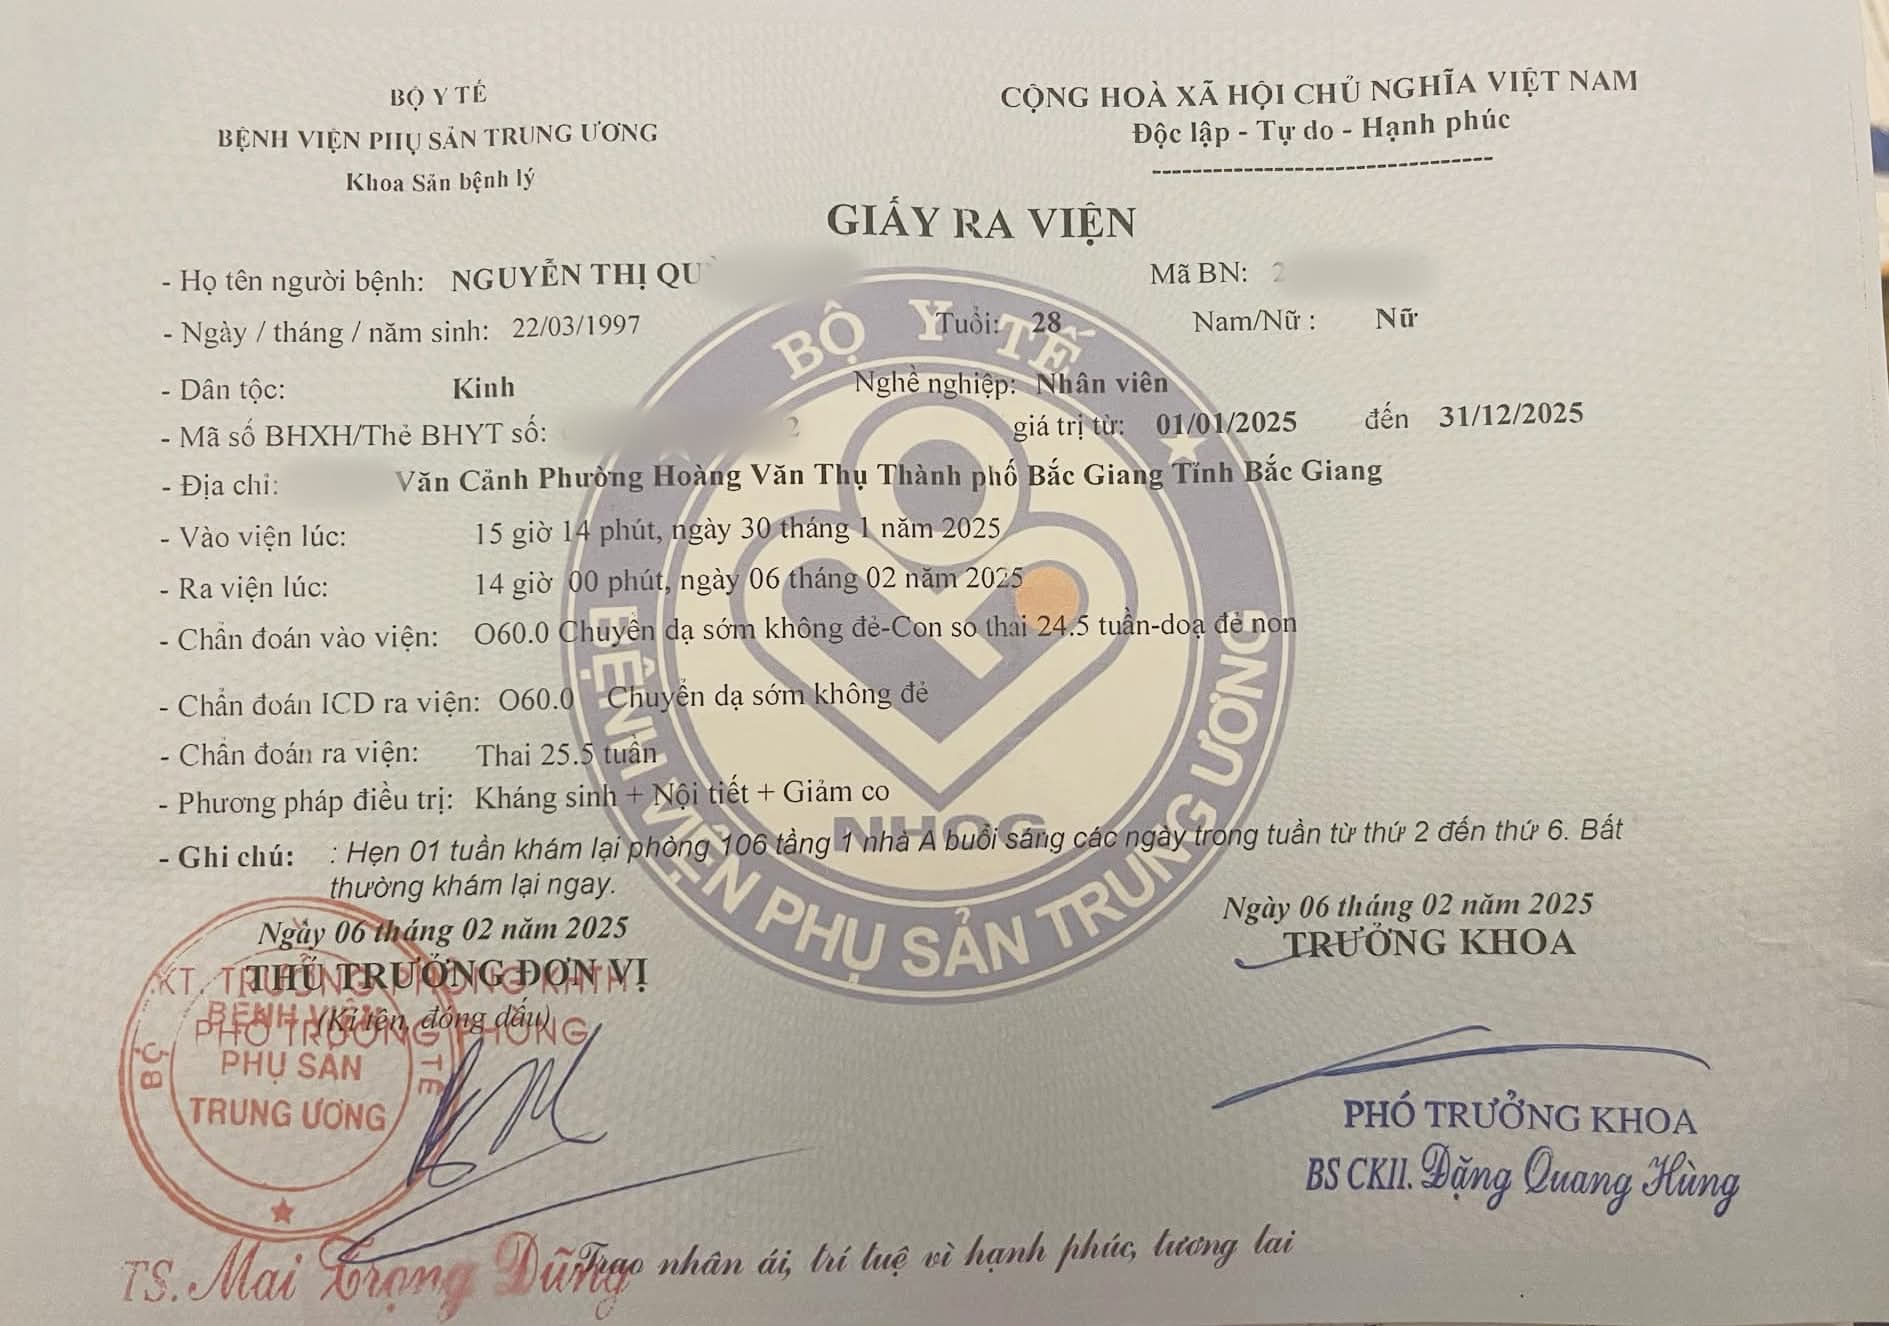 BỘ Y TẾ
BỆNH VIỆN PHỤ SẢN TRUNG ƯƠNG
Khoa Sản bệnh lý
CỘNG HOÀ XÃ HỘI CHỦ NGHĨA VIỆT NAM
Độc lập - Tự do - Hạnh phúc
GIẤY RA VIỆN
- Họ tên người bệnh: NGUYỄN THỊ Mã BN: 2
- Ngày / tháng / năm sinh: 22/03/1997 Tuổi: 28 Nam/Nữ : Nữ
- Dân tộc: Kinh Nghề nghiệp: Nhân viên
- Mã số BHXH/Thẻ BHYT số: 2 giá trị từ: 01/01/2025 đến 31/12/2025
- Địa chỉ: Văn Cảnh Phường Hoàng Văn Thụ Thành phố Bắc Giang Tỉnh Bắc Giang
- Vào viện lúc: 15 giờ 14 phút, ngày 30 tháng 1 năm 2025
- Ra viện lúc: 14 giờ 00 phút, ngày 06 tháng 02 năm 2025
- Chẩn đoán vào viện: O60.0 Chuyển dạ sớm không đẻ-Con so thai 24.5 tuần-doạ đẻ non
- Chẩn đoán ICD ra viện: O60.0 Chuyển dạ sớm không đẻ
- Chẩn đoán ra viện: Thai 25.5 tuần
- Phương pháp điều trị: Kháng sinh + Nội tiết + Giảm co
- Ghi chú: : Hẹn 01 tuần khám lại phòng 106 tầng 1 nhà A buổi sáng các ngày trong tuần từ thứ 2 đến thứ 6. Bất
thường khám lại ngay.
Ngày 06 tháng 02 năm 2025
THỦ TRƯỞNG ĐƠN VỊ
(Kí tên, đóng dấu)
KT. TRƯỞNG PHÒNG KHTH
PHÓ TRƯỞNG PHÒNG
BỘ Y TẾ
BỆNH VIỆN
PHỤ SẢN
TRUNG ƯƠNG
TS. Mai Trọng Dũng
Ngày 06 tháng 02 năm 2025
TRƯỞNG KHOA
PHÓ TRƯỞNG KHOA
BS CKII. Đặng Quang Hùng
Trao nhân ái, trí tuệ vì hạnh phúc, tương lai
BỘ Y TẾ
BỆNH VIỆN PHỤ SẢN TRUNG ƯƠNG
NHOG